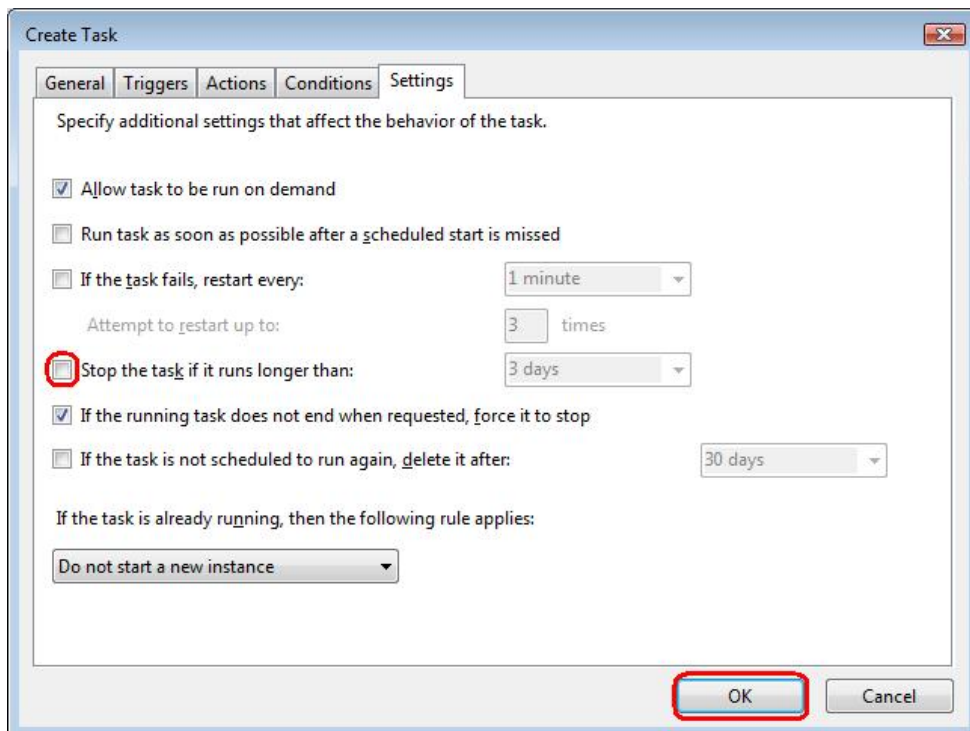 Create Task
General Triggers Actions Conditions Settings
Specify additional settings that affect the behavior of the task.
Allow task to be run on demand
Run task as soon as possible after a scheduled start is missed
If the task fails, restart every: 1 minute
Attempt to restart up to: 3 times
Stop the task if it runs longer than: 3 days
If the running task does not end when requested, force it to stop
If the task is not scheduled to run again, delete it after: 30 days
If the task is already running, then the following rule applies:
Do not start a new instance
OK Cancel